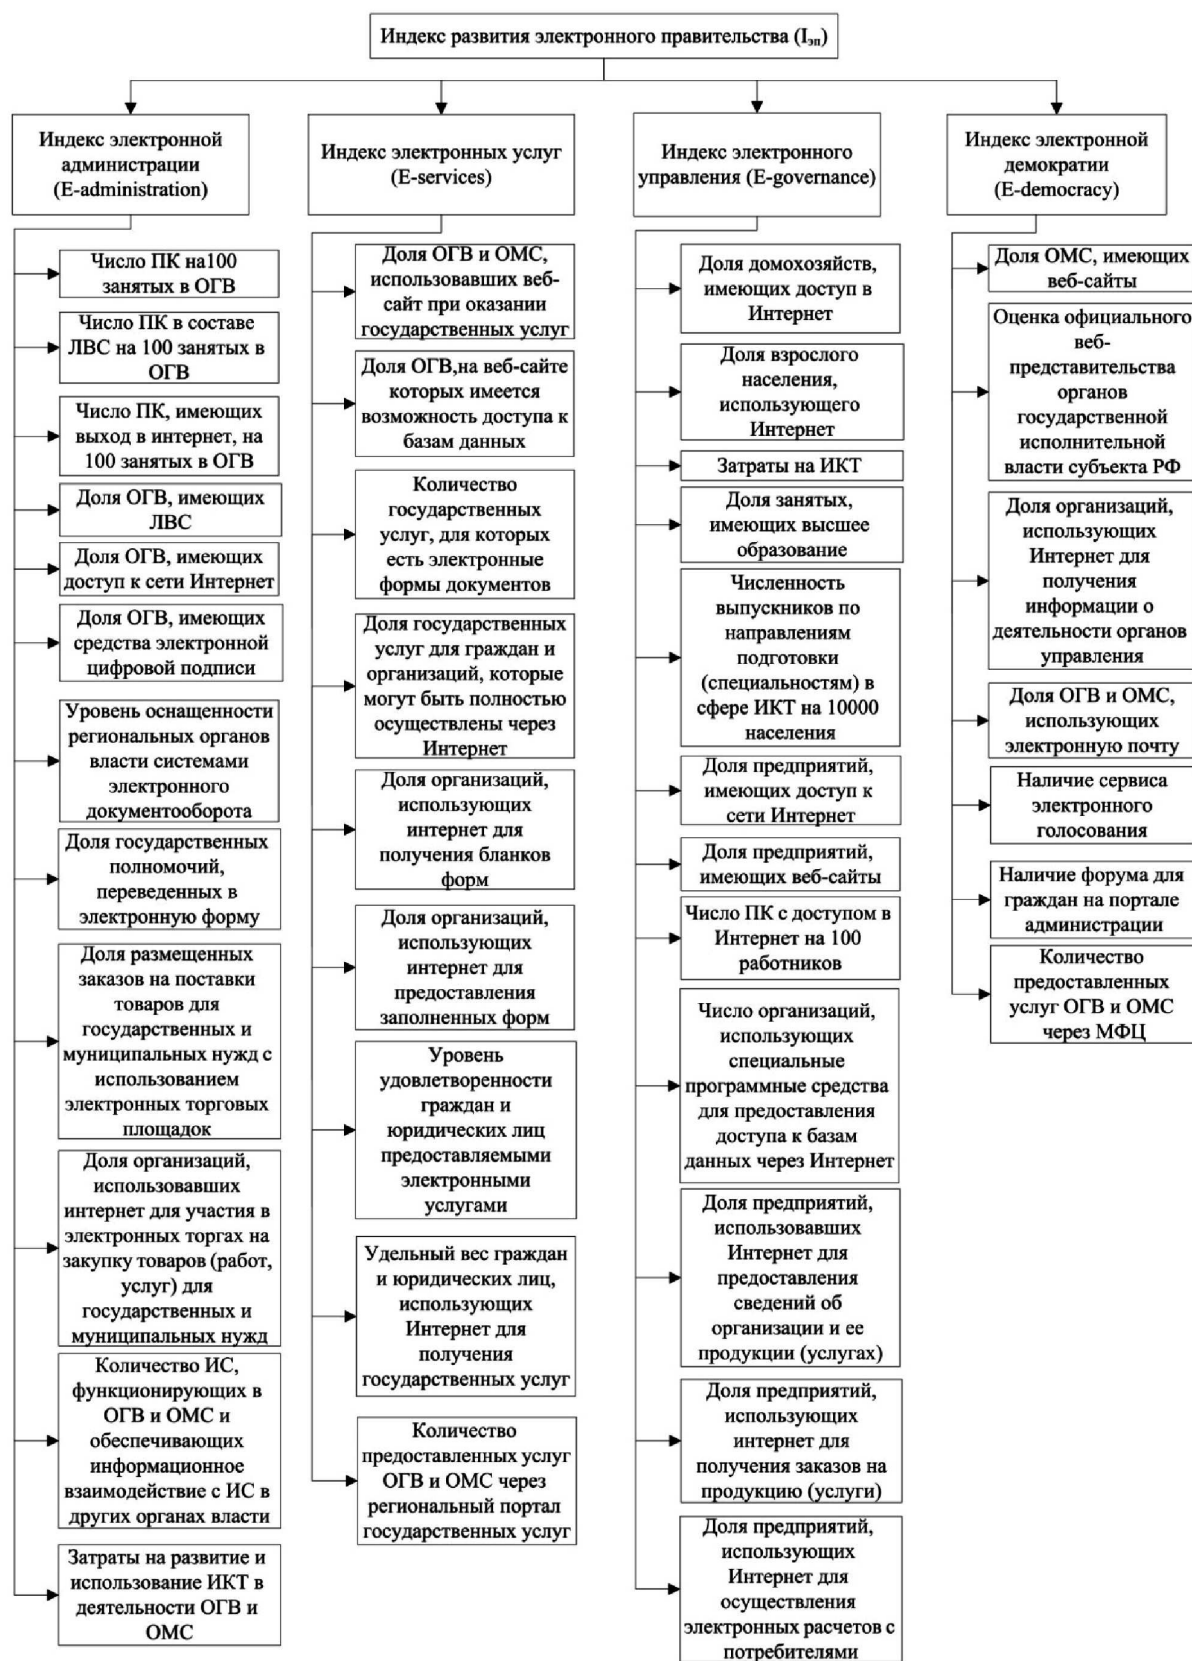 Индекс развития электронного правительства (Iэп)
Индекс электронной
администрации
(E-administration)
Число ПК на100
занятых в ОГВ
Число ПК в составе
ЛВС на 100 занятых в
ОГВ
Число ПК, имеющих
выход в интернет, на
100 занятых в ОГВ
Доля ОГВ, имеющих
ЛВС
Доля ОГВ, имеющих
доступ к сети Интернет
Доля ОГВ, имеющих
средства электронной
цифровой подписи
Уровень оснащенности
региональных органов
власти системами
электронного
документооборота
Доля государственных
полномочий,
переведенных в
электронную форму
Доля размещенных
заказов на поставки
товаров для
государственных и
муниципальных нужд с
использованием
электронных торговых
площадок
Доля организаций,
использовавших
интернет для участия в
электронных торгах на
закупку товаров (работ,
услуг) для
государственных и
муниципальных нужд
Количество ИС,
функционирующих в
ОГВ и ОМС и
обеспечивающих
информационное
взаимодействие с ИС в
других органах власти
Затраты на развитие и
использование ИКТ в
деятельности ОГВ и
ОМС
Индекс электронных услуг
(E-services)
Доля ОГВ и ОМС,
использовавших веб-
сайт при оказании
государственных услуг
Доля ОГВ,на веб-сайте
которых имеется
возможность доступа к
базам данных
Количество
государственных
услуг, для которых
есть электронные
формы документов
Доля государственных
услуг для граждан и
организаций, которые
могут быть полностью
осуществлены через
Интернет
Доля организаций,
использующих
интернет для
получения бланков
форм
Доля организаций,
использующих
интернет для
предоставления
заполненных форм
Уровень
удовлетворенности
граждан и
юридических лиц
предоставляемыми
электронными
услугами
Удельный вес граждан
и юридических лиц,
использующих
Интернет для
получения
государственных услуг
Количество
предоставленных услуг
ОГВ и ОМС через
региональный портал
государственных услуг
Индекс электронного
управления (E-governance)
Доля домохозяйств,
имеющих доступ в
Интернет
Доля взрослого
населения,
использующего
Интернет
Затраты на ИКТ
Доля занятых,
имеющих высшее
образование
Численность
выпускников по
направлениям
подготовки
(специальностям) в
сфере ИКТ на 10000
населения
Доля предприятий,
имеющих доступ к
сети Интернет
Доля предприятий,
имеющих веб-сайты
Число ПК с доступом в
Интернет на 100
работников
Число организаций,
использующих
специальные
программные средства
для предоставления
доступа к базам
данных через Интернет
Доля предприятий,
использовавших
Интернет для
предоставления
сведений об
организации и ее
продукции (услугах)
Доля предприятий,
использующих
интернет для
получения заказов на
продукцию (услуги)
Доля предприятий,
использующих
Интернет для
осуществления
электронных расчетов с
потребителями
Индекс электронной
демократии
(E-democracy)
Доля ОМС, имеющих
веб-сайты
Оценка официального
веб-
представительства
органов
государственной
исполнительной
власти субъекта РФ
Доля организаций,
использующих
Интернет для
получения
информации о
деятельности органов
управления
Доля ОГВ и ОМС,
использующих
электронную почту
Наличие сервиса
электронного
голосования
Наличие форума для
граждан на портале
администрации
Количество
предоставленных
услуг ОГВ и ОМС
через МФЦ